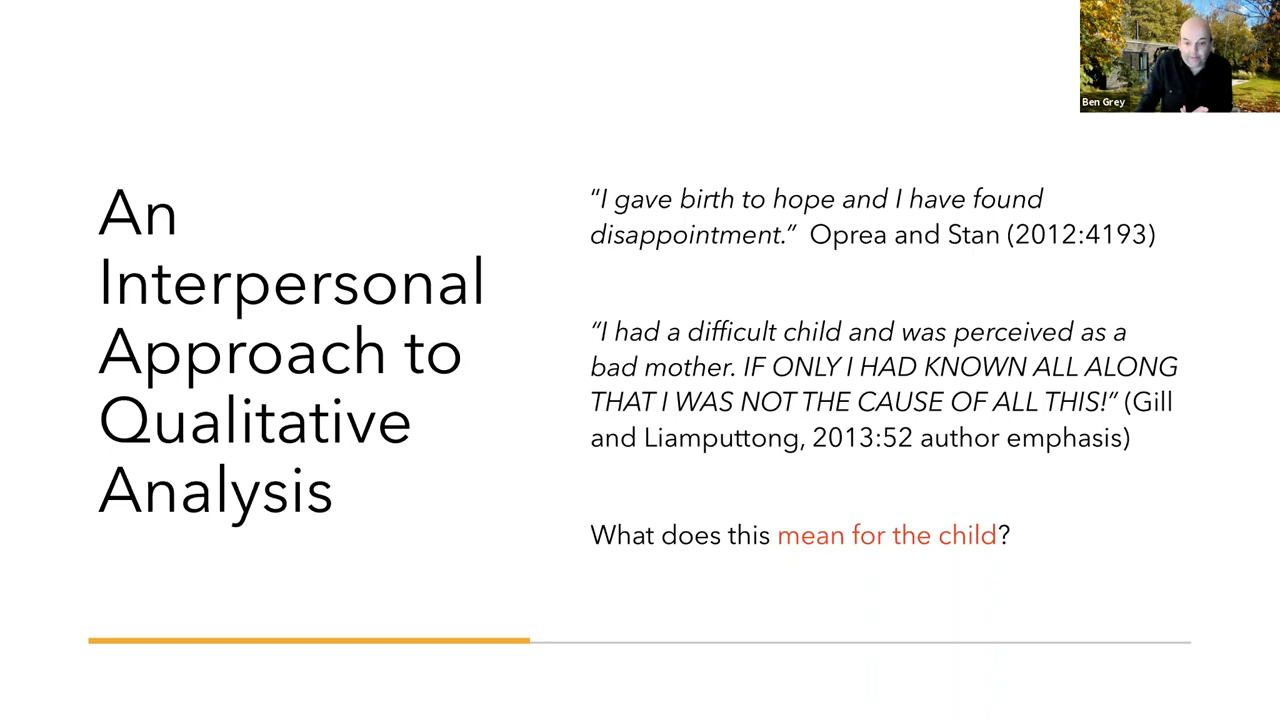 Ben Grey
An
Interpersonal
Approach to
Qualitative
Analysis
“I gave birth to hope and I have found
disappointment.” Oprea and Stan (2012:4193)
“I had a difficult child and was perceived as a
bad mother. IF ONLY I HAD KNOWN ALL ALONG
THAT I WAS NOT THE CAUSE OF ALL THIS!” (Gill
and Liamputtong, 2013:52 author emphasis)
What does this mean for the child?